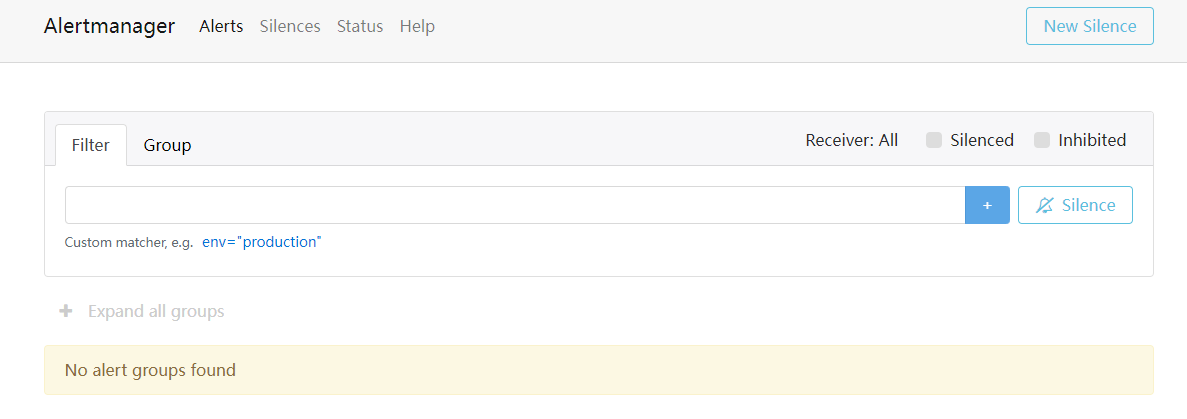 Alertmanager Alerts Silences Status Help New Silence
Filter Group Receiver: All Silenced Inhibited
+ Silence
Custom matcher, e.g. env="production"
+ Expand all groups
No alert groups found